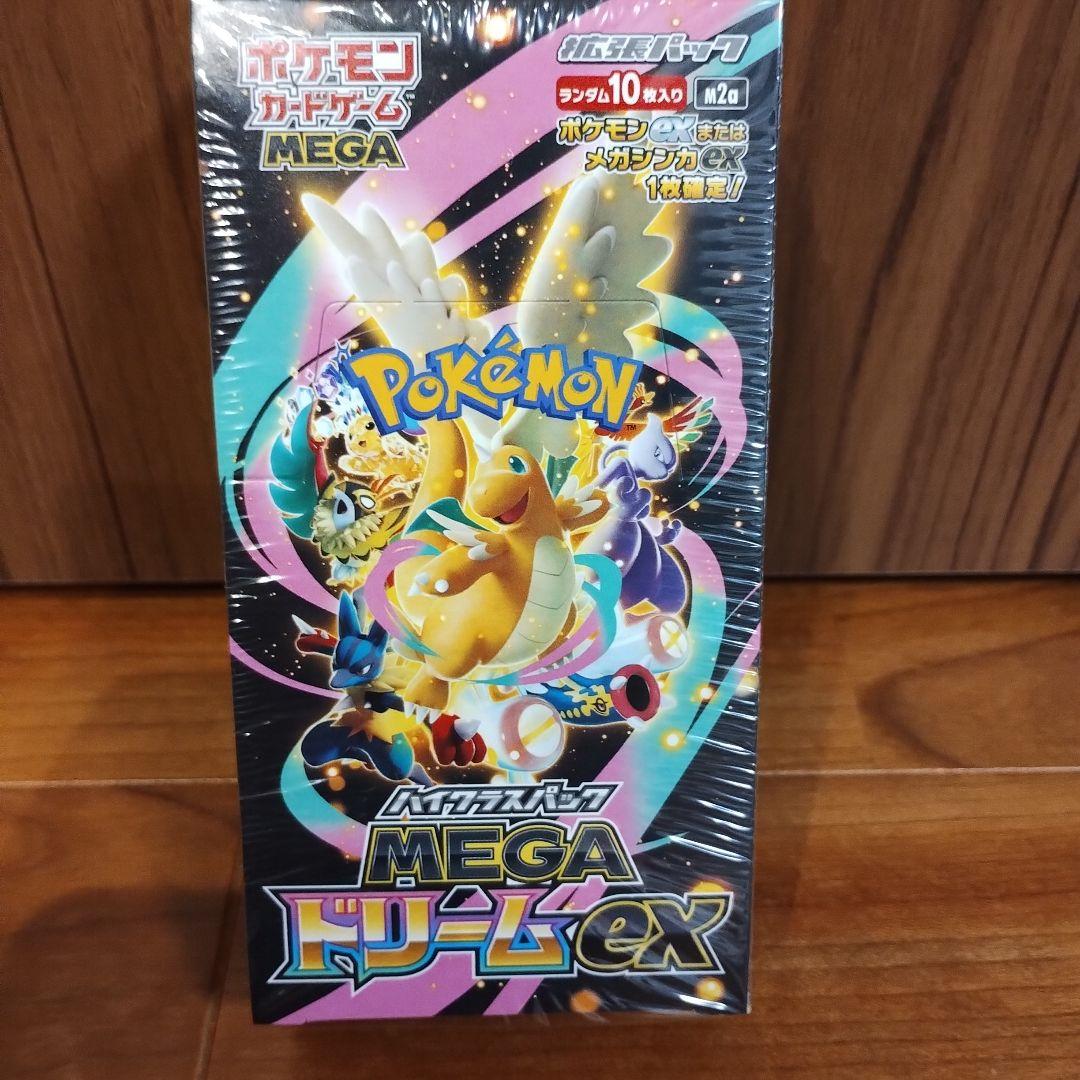 ポケモン
カードゲーム™
MEGA
拡張パック
ランダム10枚入り M2a
ポケモンexまたは
メガシンカex
1枚確定!
POKéMON™
ハイクラスパック
MEGA
ドリームex